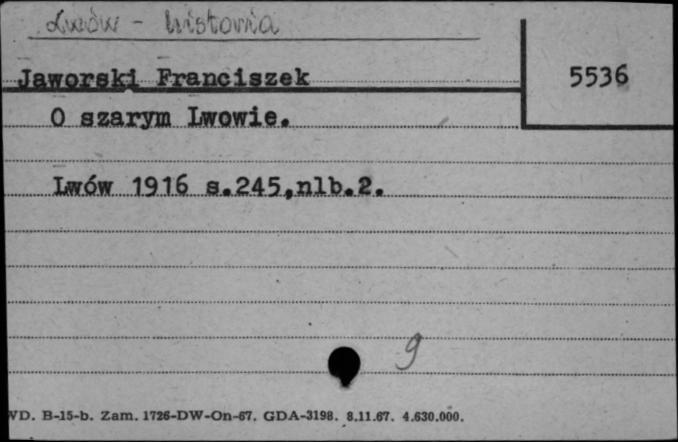 Lwów - historia
Jaworski Franciszek
5536
O szarym Lwowie.
Lwów 1916 s.245,nlb.2.
9
WD. B-15-b. Zam. 1726-DW-On-67. GDA-3198. 8.11.67. 4.630.000.